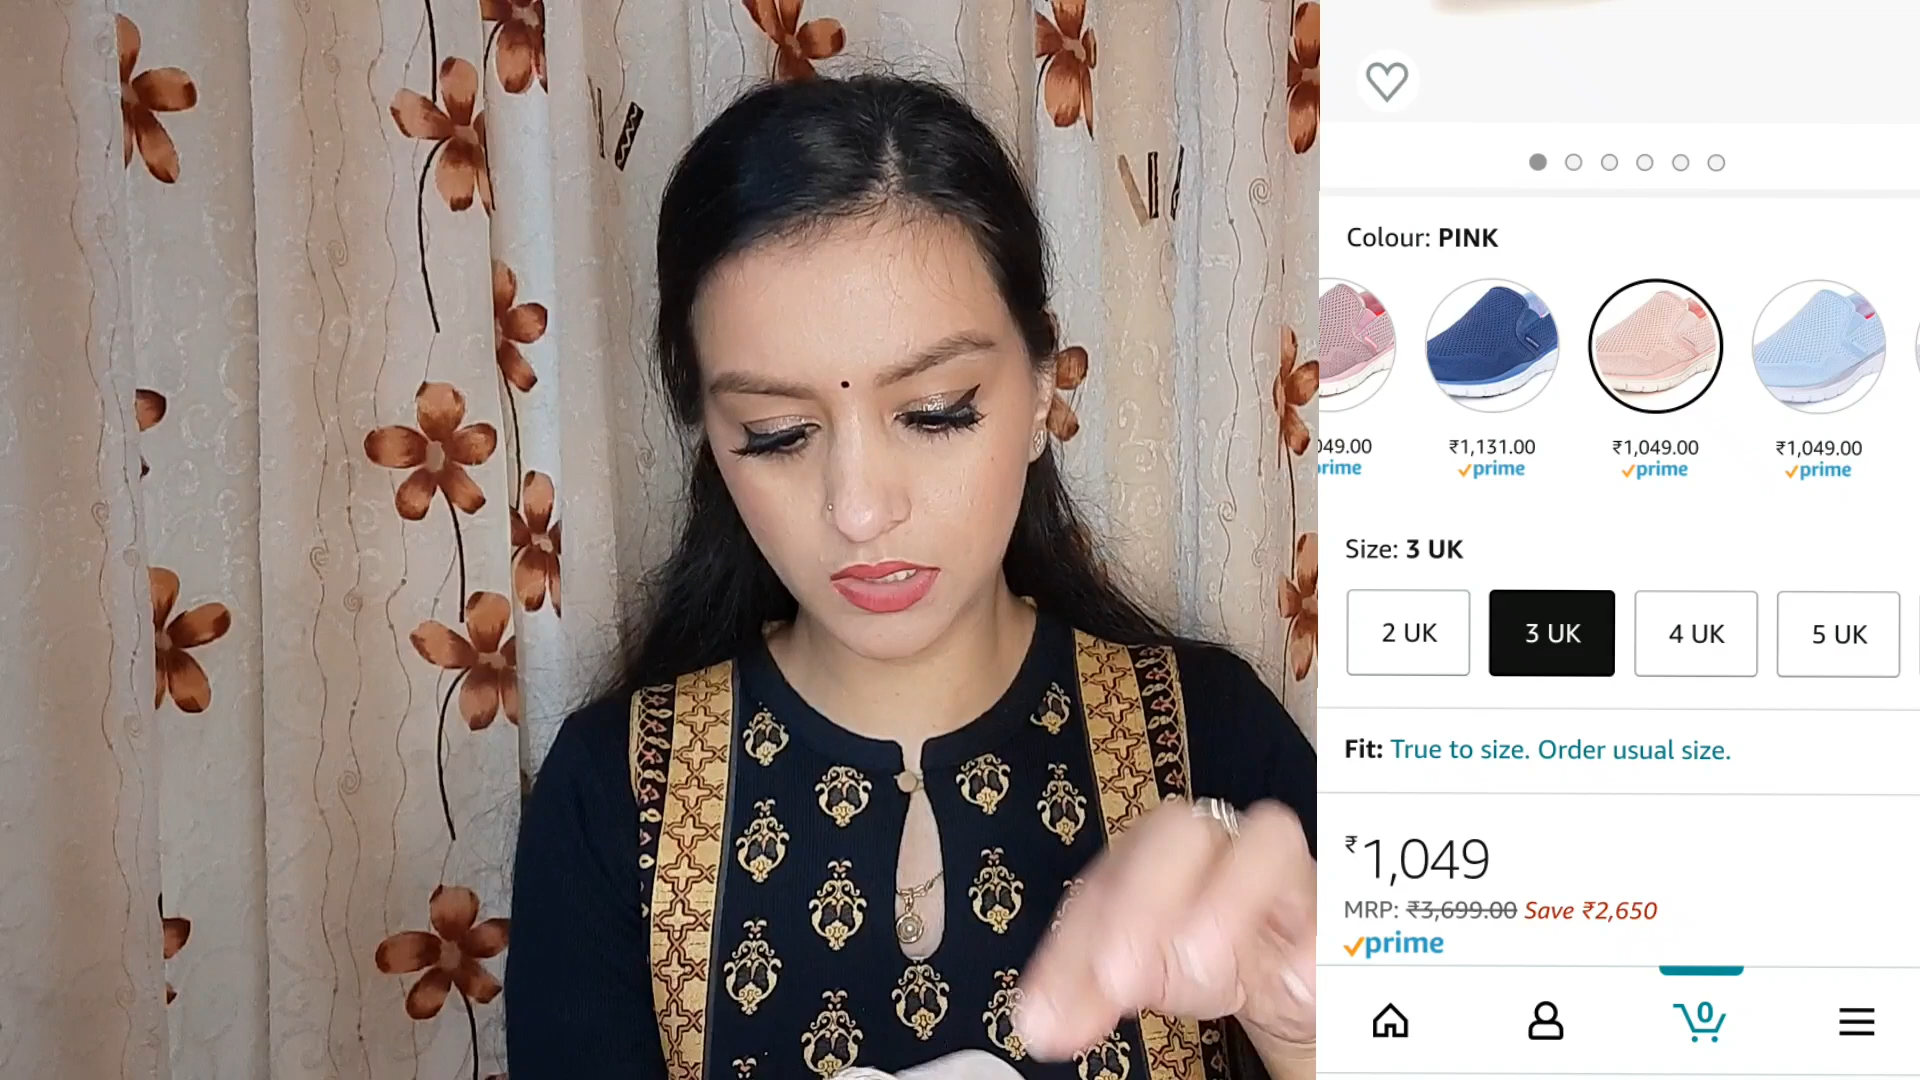 Colour: PINK
049.00 ₹1,131.00 ₹1,049.00 ₹1,049.00
prime prime prime prime
Size: 3 UK
2 UK 3 UK 4 UK 5 UK
Fit: True to size. Order usual size.
₹1,049
MRP: ₹3,699.00 Save ₹2,650
prime
0